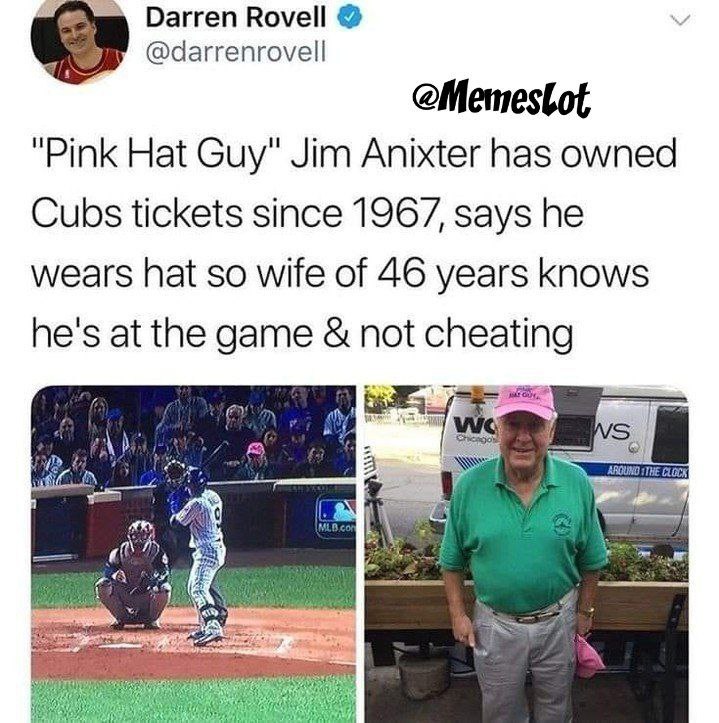 Darren Rovell
@darrenrovell
@MemesLot
"Pink Hat Guy" Jim Anixter has owned
Cubs tickets since 1967, says he
wears hat so wife of 46 years knows
he's at the game & not cheating
9
MLB.com
HAT GUY
WG
WS
Chicago's
AROUND THE CLOCK